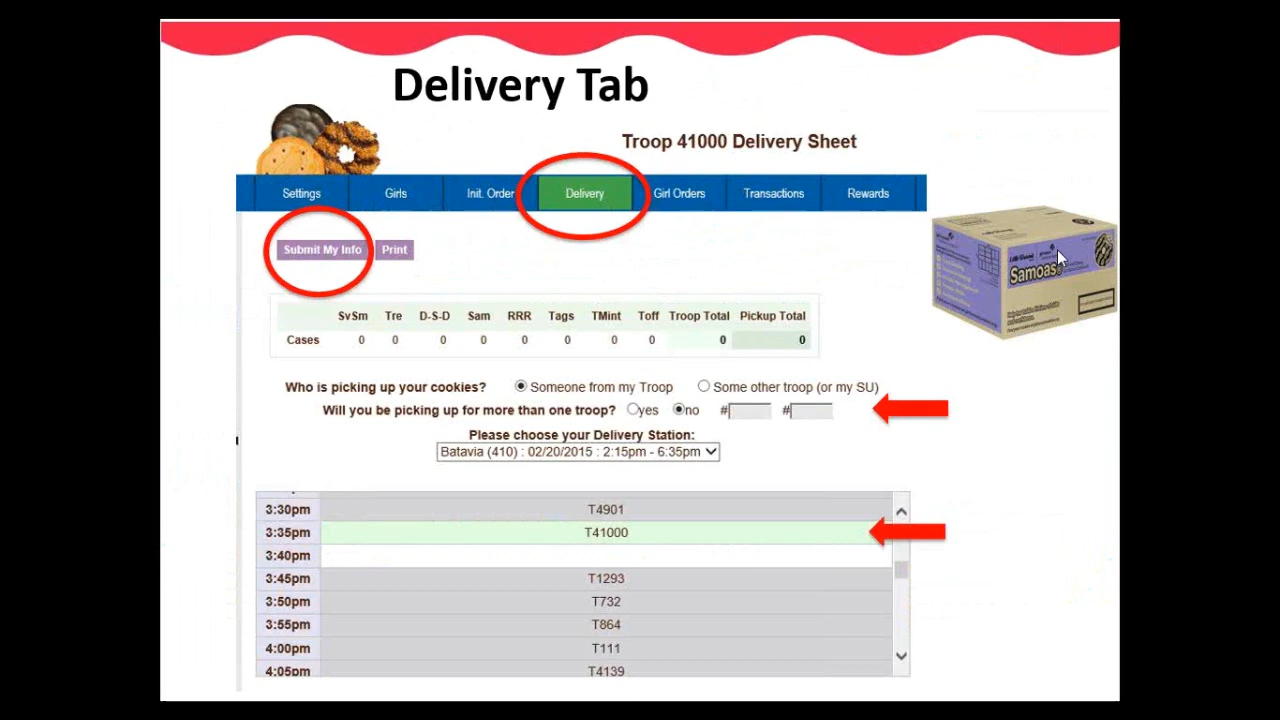 Delivery Tab
Troop 41000 Delivery Sheet
Settings Girls Init. Order Delivery Girl Orders Transactions Rewards
Submit My Info Print
Samoas
SvSm Tre D-S-D Sam RRR Tags TMint Toff Troop Total Pickup Total
Cases 0 0 0 0 0 0 0 0 0 0
Who is picking up your cookies? Someone from my Troop Some other troop (or my SU)
Will you be picking up for more than one troop? yes no # #
Please choose your Delivery Station:
Batavia (410) : 02/20/2015 : 2:15pm - 6:35pm
3:30pm T4901
3:35pm T41000
3:40pm
3:45pm T1293
3:50pm T732
3:55pm T864
4:00pm T111
4:05pm T4139